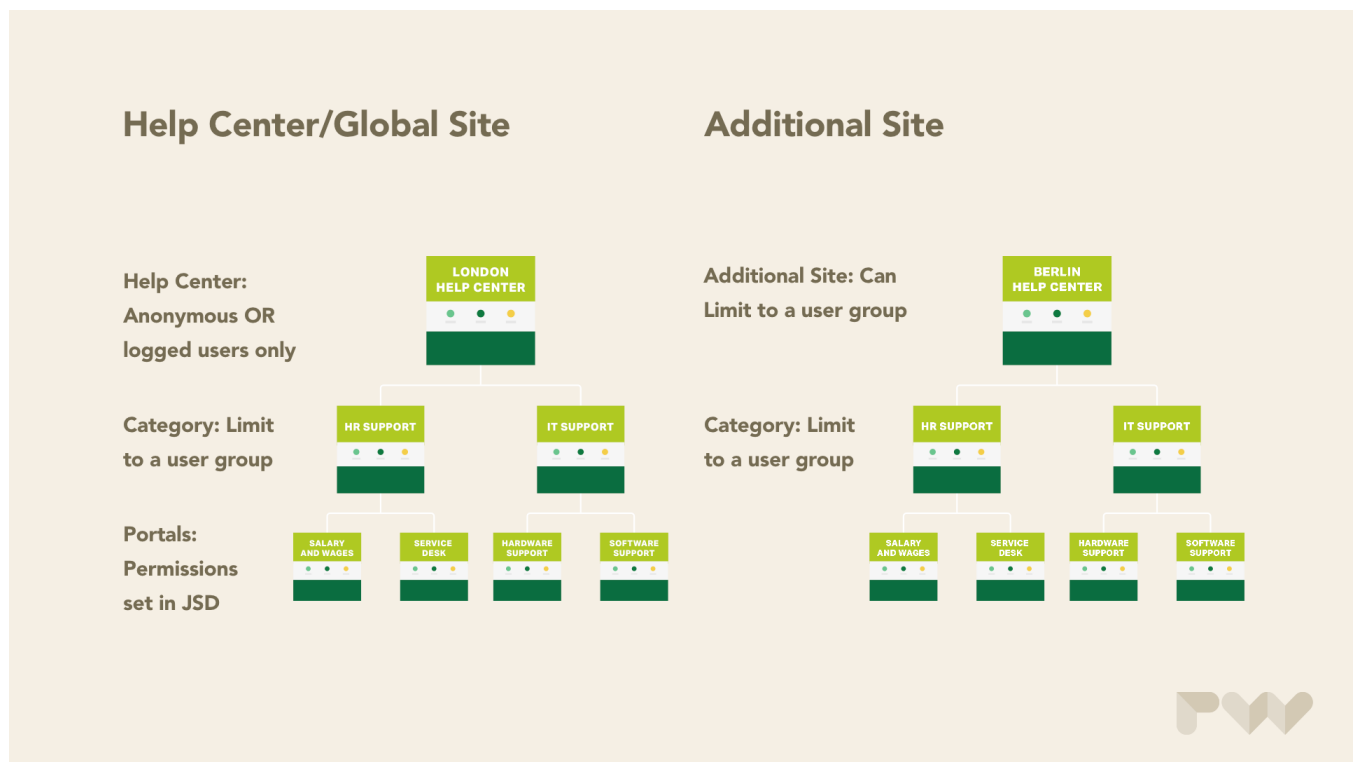 Help Center/Global Site
Additional Site
Help Center:
Anonymous OR
logged users only
LONDON
HELP CENTER
Category: Limit
to a user group
HR SUPPORT
IT SUPPORT
Portals:
Permissions
set in JSD
SALARY
AND WAGES
SERVICE
DESK
HARDWARE
SUPPORT
SOFTWARE
SUPPORT
Additional Site: Can
Limit to a user group
BERLIN
HELP CENTER
Category: Limit
to a user group
HR SUPPORT
IT SUPPORT
SALARY
AND WAGES
SERVICE
DESK
HARDWARE
SUPPORT
SOFTWARE
SUPPORT